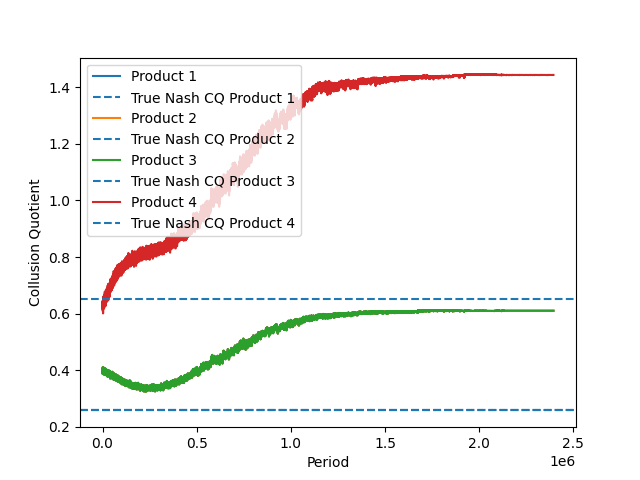 Product 1
True Nash CQ Product 1
Product 2
True Nash CQ Product 2
Product 3
True Nash CQ Product 3
Product 4
True Nash CQ Product 4
Collusion Quotient
1.4
1.2
1.0
0.8
0.6
0.4
0.2
0.0
0.5
1.0
1.5
2.0
2.5
1e6
Period